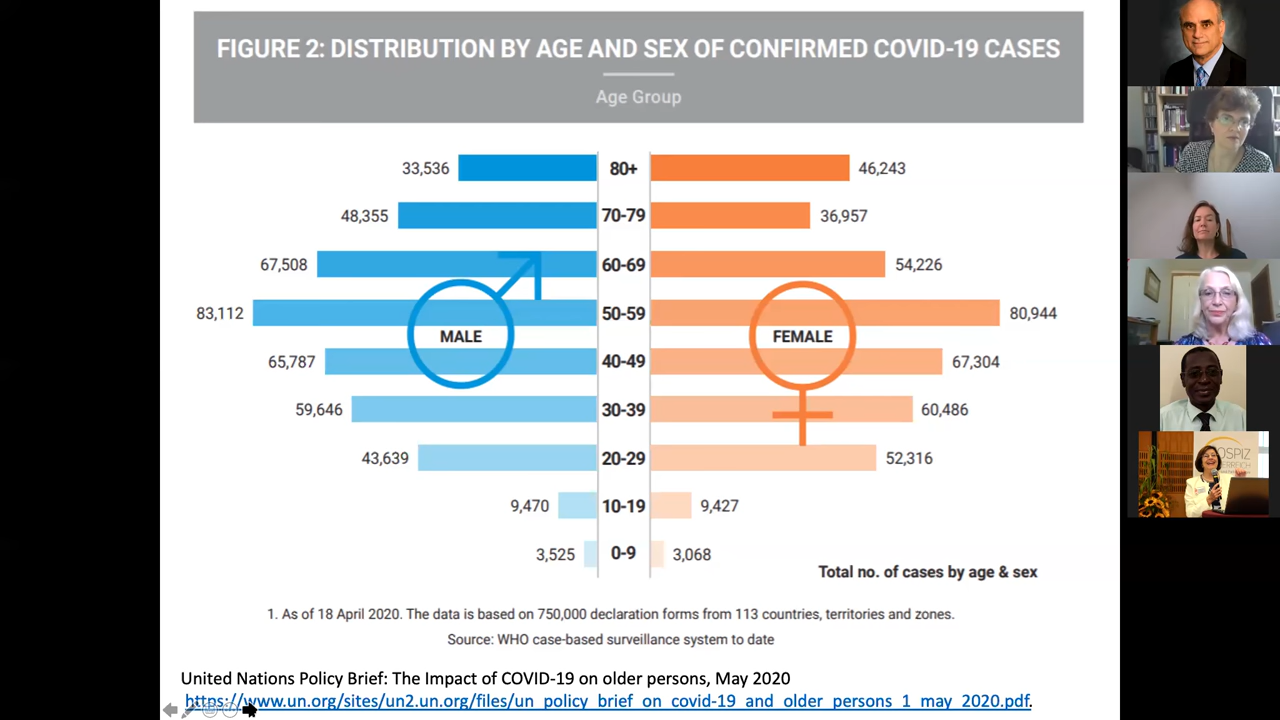 FIGURE 2: DISTRIBUTION BY AGE AND SEX OF CONFIRMED COVID-19 CASES
Age Group
33,536 80+ 46,243
48,355 70-79 36,957
67,508 60-69 54,226
83,112 50-59 80,944
MALE FEMALE
65,787 40-49 67,304
59,646 30-39 60,486
43,639 20-29 52,316
9,470 10-19 9,427
3,525 0-9 3,068
Total no. of cases by age & sex
1. As of 18 April 2020. The data is based on 750,000 declaration forms from 113 countries, territories and zones.
Source: WHO case-based surveillance system to date
United Nations Policy Brief: The Impact of COVID-19 on older persons, May 2020
https://www.un.org/sites/un2.un.org/files/un_policy_brief_on_covid-19_and_older_persons_1_may_2020.pdf.